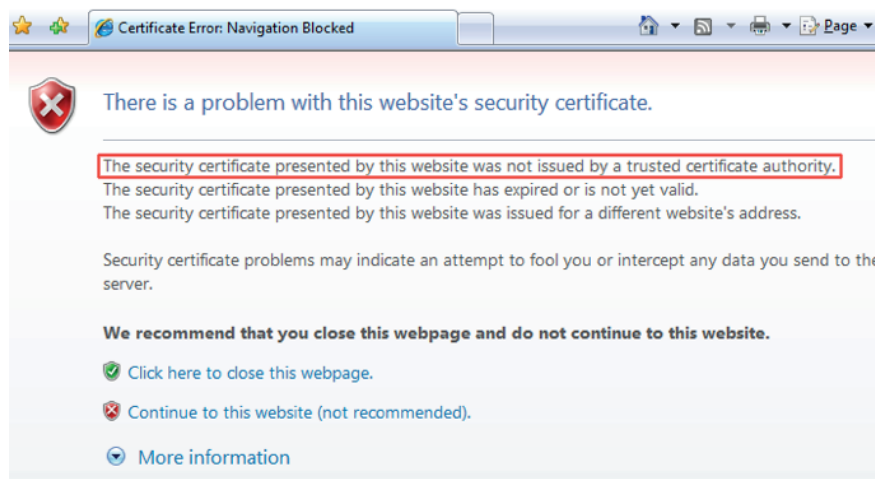 Certificate Error: Navigation Blocked
Page
There is a problem with this website's security certificate.
The security certificate presented by this website was not issued by a trusted certificate authority.
The security certificate presented by this website has expired or is not yet valid.
The security certificate presented by this website was issued for a different website's address.
Security certificate problems may indicate an attempt to fool you or intercept any data you send to the
server.
We recommend that you close this webpage and do not continue to this website.
Click here to close this webpage.
Continue to this website (not recommended).
More information